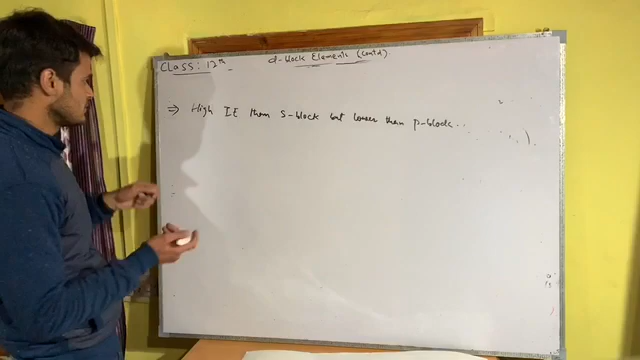 Class: 12th
d-block Elements (contd)
⇒ High IE than s-block but lower than p-block..